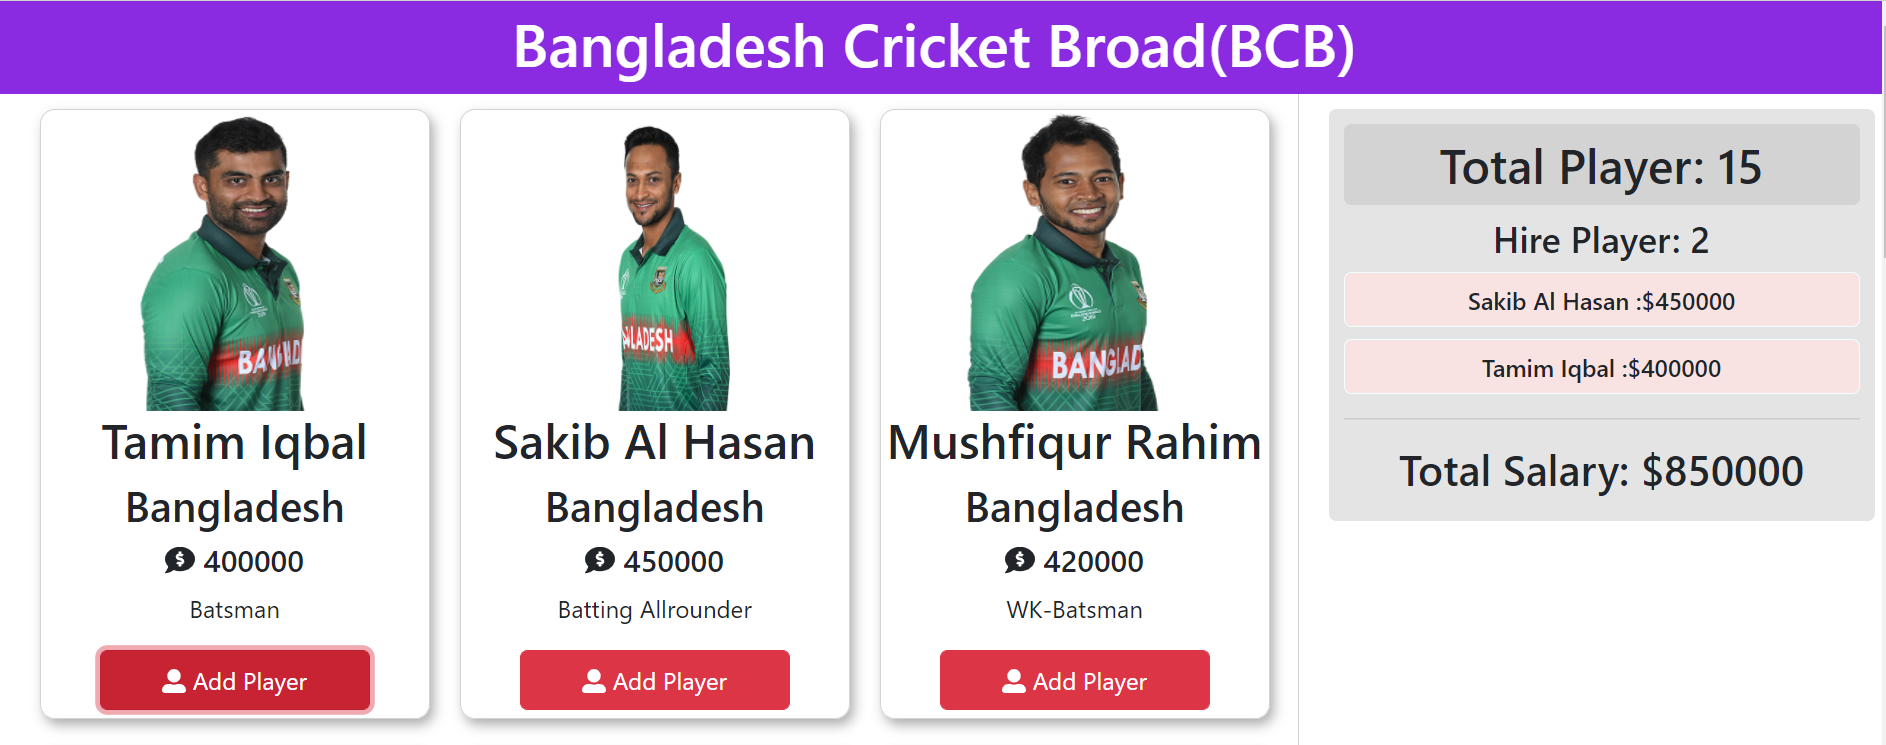 Bangladesh Cricket Broad(BCB)
BANGLAD
Tamim Iqbal
Bangladesh
400000
Batsman
Add Player
LADESH
Sakib Al Hasan
Bangladesh
450000
Batting Allrounder
Add Player
BANGLAD
Mushfiqur Rahim
Bangladesh
420000
WK-Batsman
Add Player
Total Player: 15
Hire Player: 2
Sakib Al Hasan :$450000
Tamim Iqbal :$400000
Total Salary: $850000